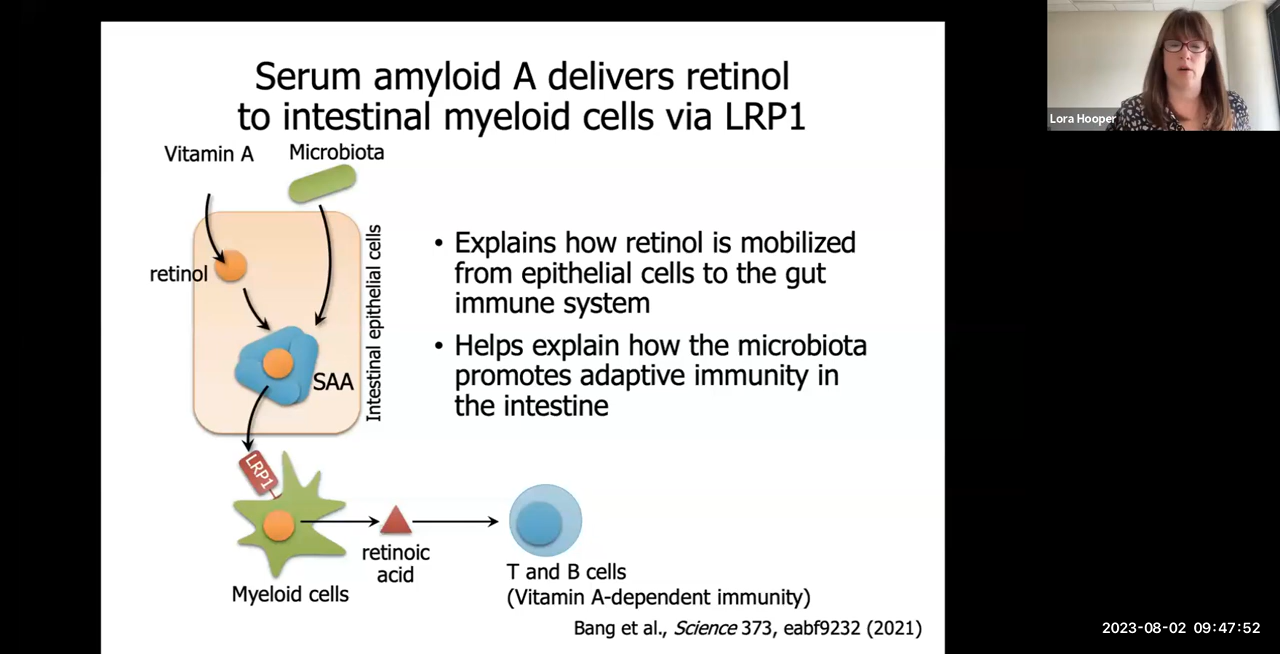 Serum amyloid A delivers retinol
to intestinal myeloid cells via LRP1
Vitamin A
Microbiota
retinol
Intestinal epithelial cells
SAA
LRP1
Myeloid cells
retinoic
acid
T and B cells
(Vitamin A-dependent immunity)
• Explains how retinol is mobilized
from epithelial cells to the gut
immune system
• Helps explain how the microbiota
promotes adaptive immunity in
the intestine
Bang et al., Science 373, eabf9232 (2021)
Lora Hooper
2023-08-02 09:47:52